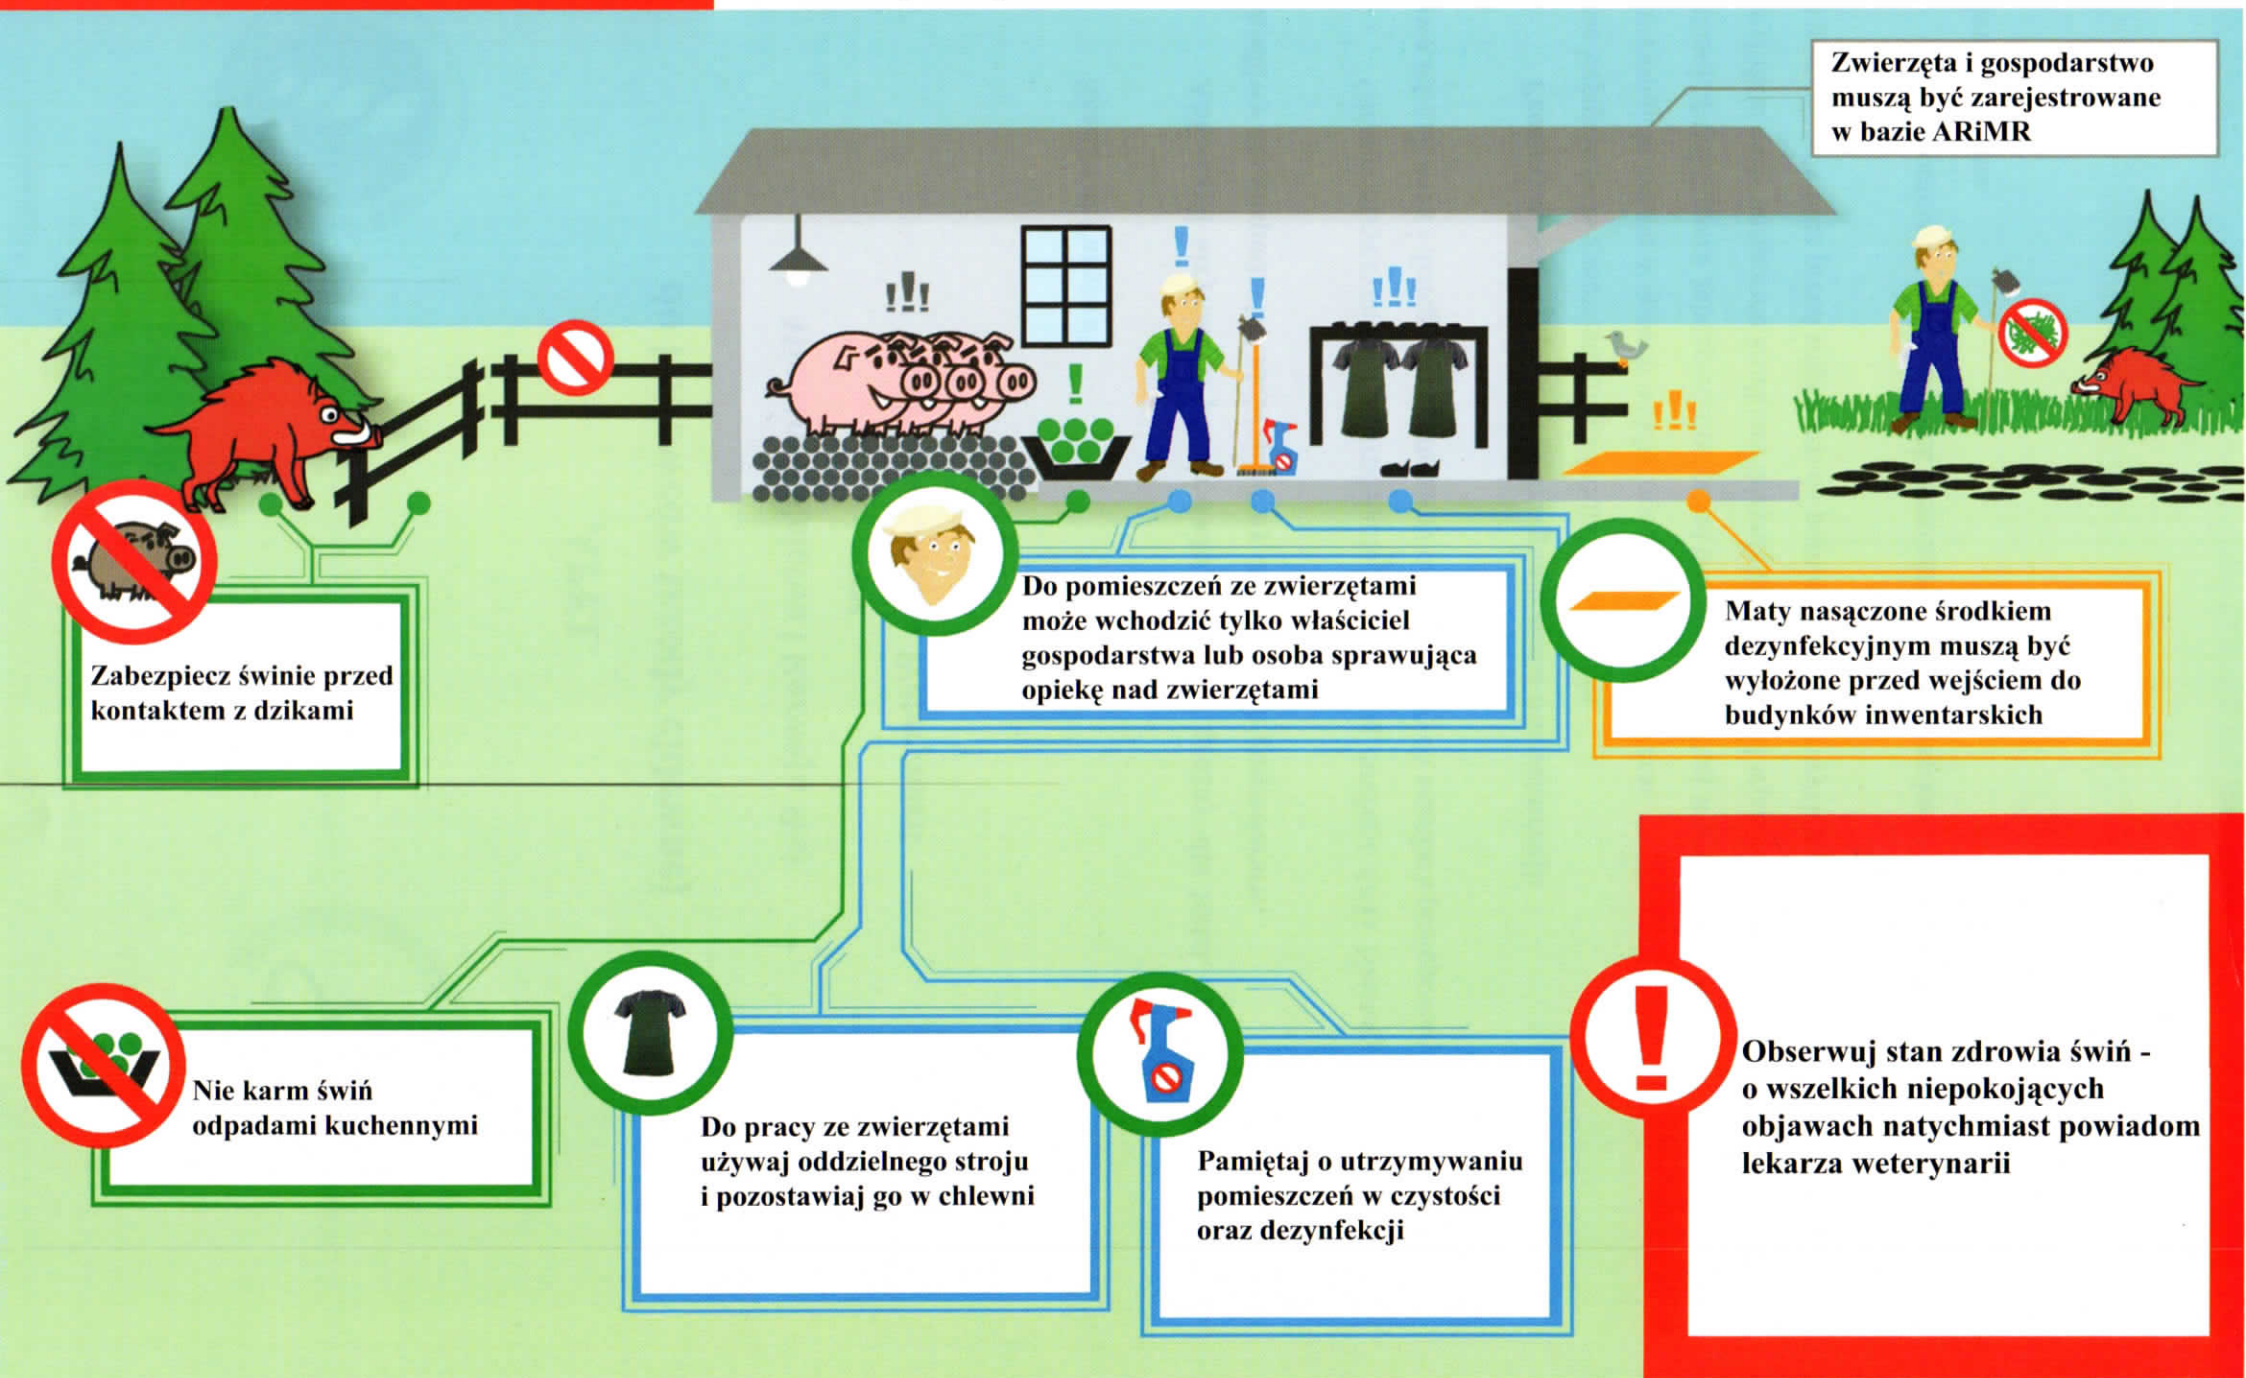 Zwierzęta i gospodarstwo
muszą być zarejestrowane
w bazie ARiMR
Zabezpiecz świnie przed
kontaktem z dzikami
Do pomieszczeń ze zwierzętami
może wchodzić tylko właściciel
gospodarstwa lub osoba sprawująca
opiekę nad zwierzętami
Maty nasączone środkiem
dezynfekcyjnym muszą być
wyłożone przed wejściem do
budynków inwentarskich
Nie karm świń
odpadami kuchennymi
Do pracy ze zwierzętami
używaj oddzielnego stroju
i pozostawiaj go w chlewni
Pamiętaj o utrzymywaniu
pomieszczeń w czystości
oraz dezynfekcji
Obserwuj stan zdrowia świń -
o wszelkich niepokojących
objawach natychmiast powiadom
lekarza weterynarii